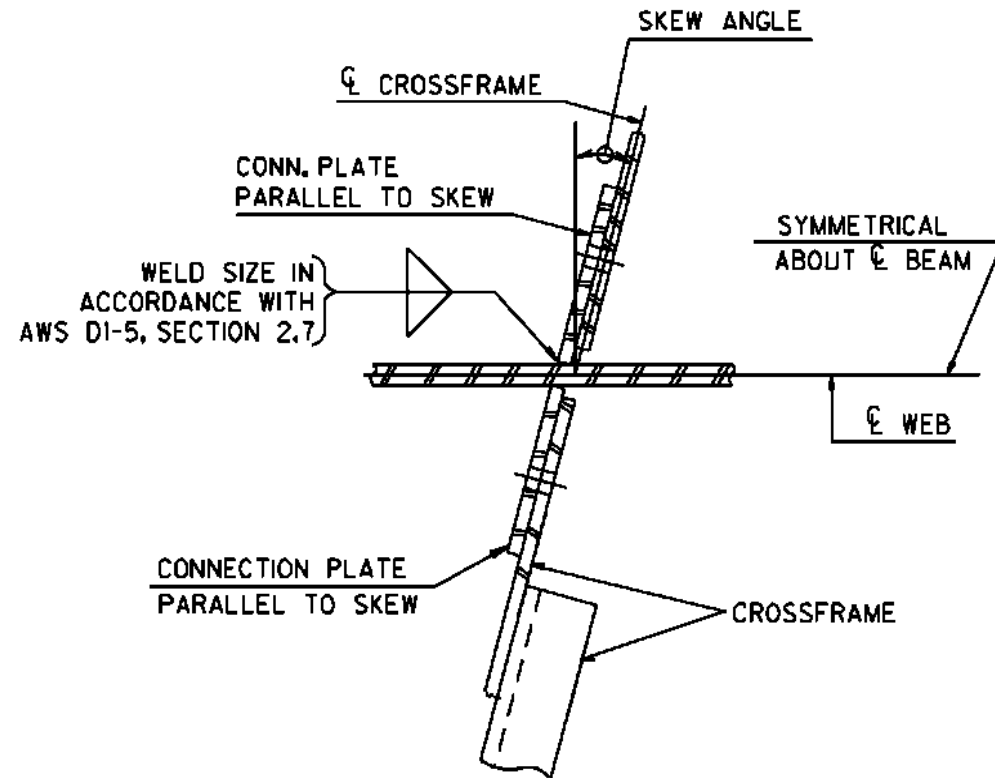 SKEW ANGLE
℄ CROSSFRAME
CONN. PLATE
PARALLEL TO SKEW
SYMMETRICAL
ABOUT ℄ BEAM
WELD SIZE IN
ACCORDANCE WITH
AWS D1-5, SECTION 2.7
℄ WEB
CONNECTION PLATE
PARALLEL TO SKEW
CROSSFRAME